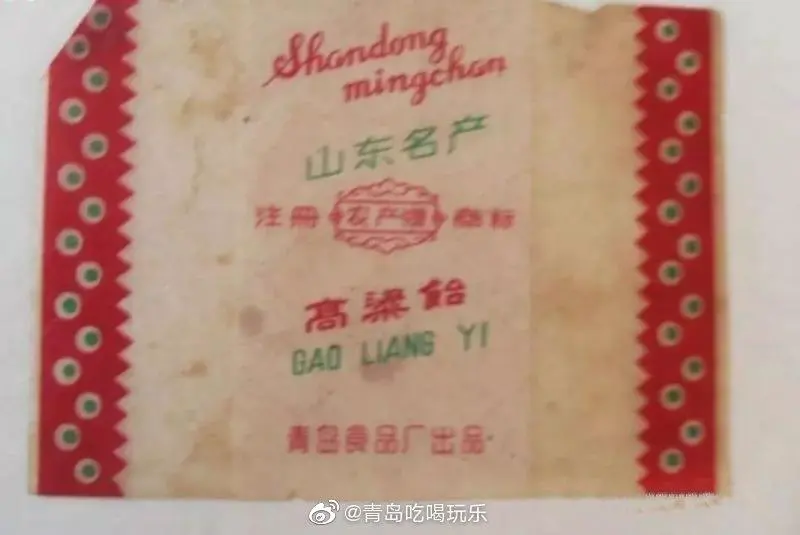 Shandong
mingchan
山东名产
注册 农产牌 商标
高粱饴
GAO LIANG YI
青岛食品厂出品
@青岛吃喝玩乐